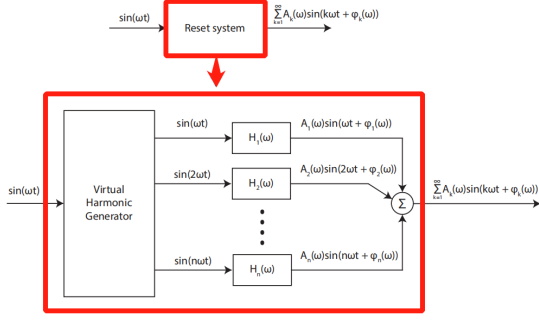 sin(ωt)
Reset system
∞
Σ A_k(ω)sin(kωt + φ_k(ω))
k=1
sin(ωt)
Virtual
Harmonic
Generator
sin(ωt)
H_1(ω)
A_1(ω)sin(ωt + φ_1(ω))
sin(2ωt)
H_2(ω)
A_2(ω)sin(2ωt + φ_2(ω))
sin(nωt)
H_n(ω)
A_n(ω)sin(nωt + φ_n(ω))
Σ
∞
Σ A_k(ω)sin(kωt + φ_k(ω))
k=1